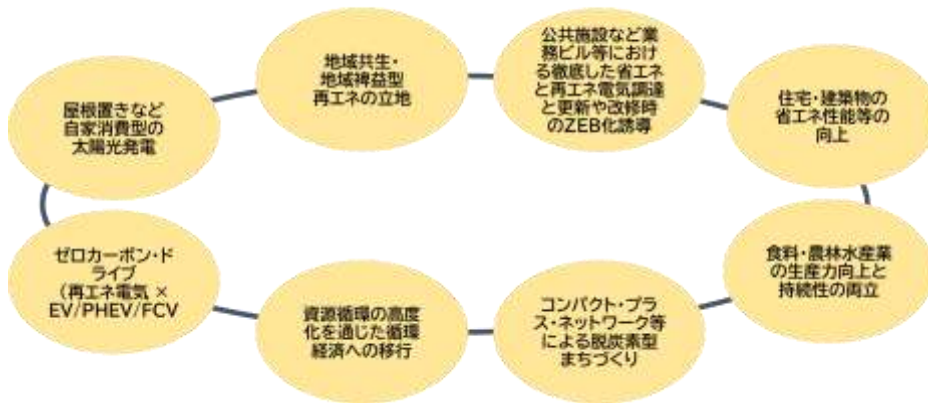 屋根置きなど
自家消費型の
太陽光発電
地域共生・
地域裨益型
再エネの立地
公共施設など業
務ビル等におけ
る徹底した省エネ
と再エネ電気調達
と更新や改修時
のZEB化誘導
住宅・建築物の
省エネ性能等の
向上
食料・農林水産業
の生産力向上と
持続性の両立
コンパクト・プラ
ス・ネットワーク等
による脱炭素型
まちづくり
資源循環の高度
化を通じた循環
経済への移行
ゼロカーボン・ド
ライブ
(再エネ電気 ×
EV/PHEV/FCV